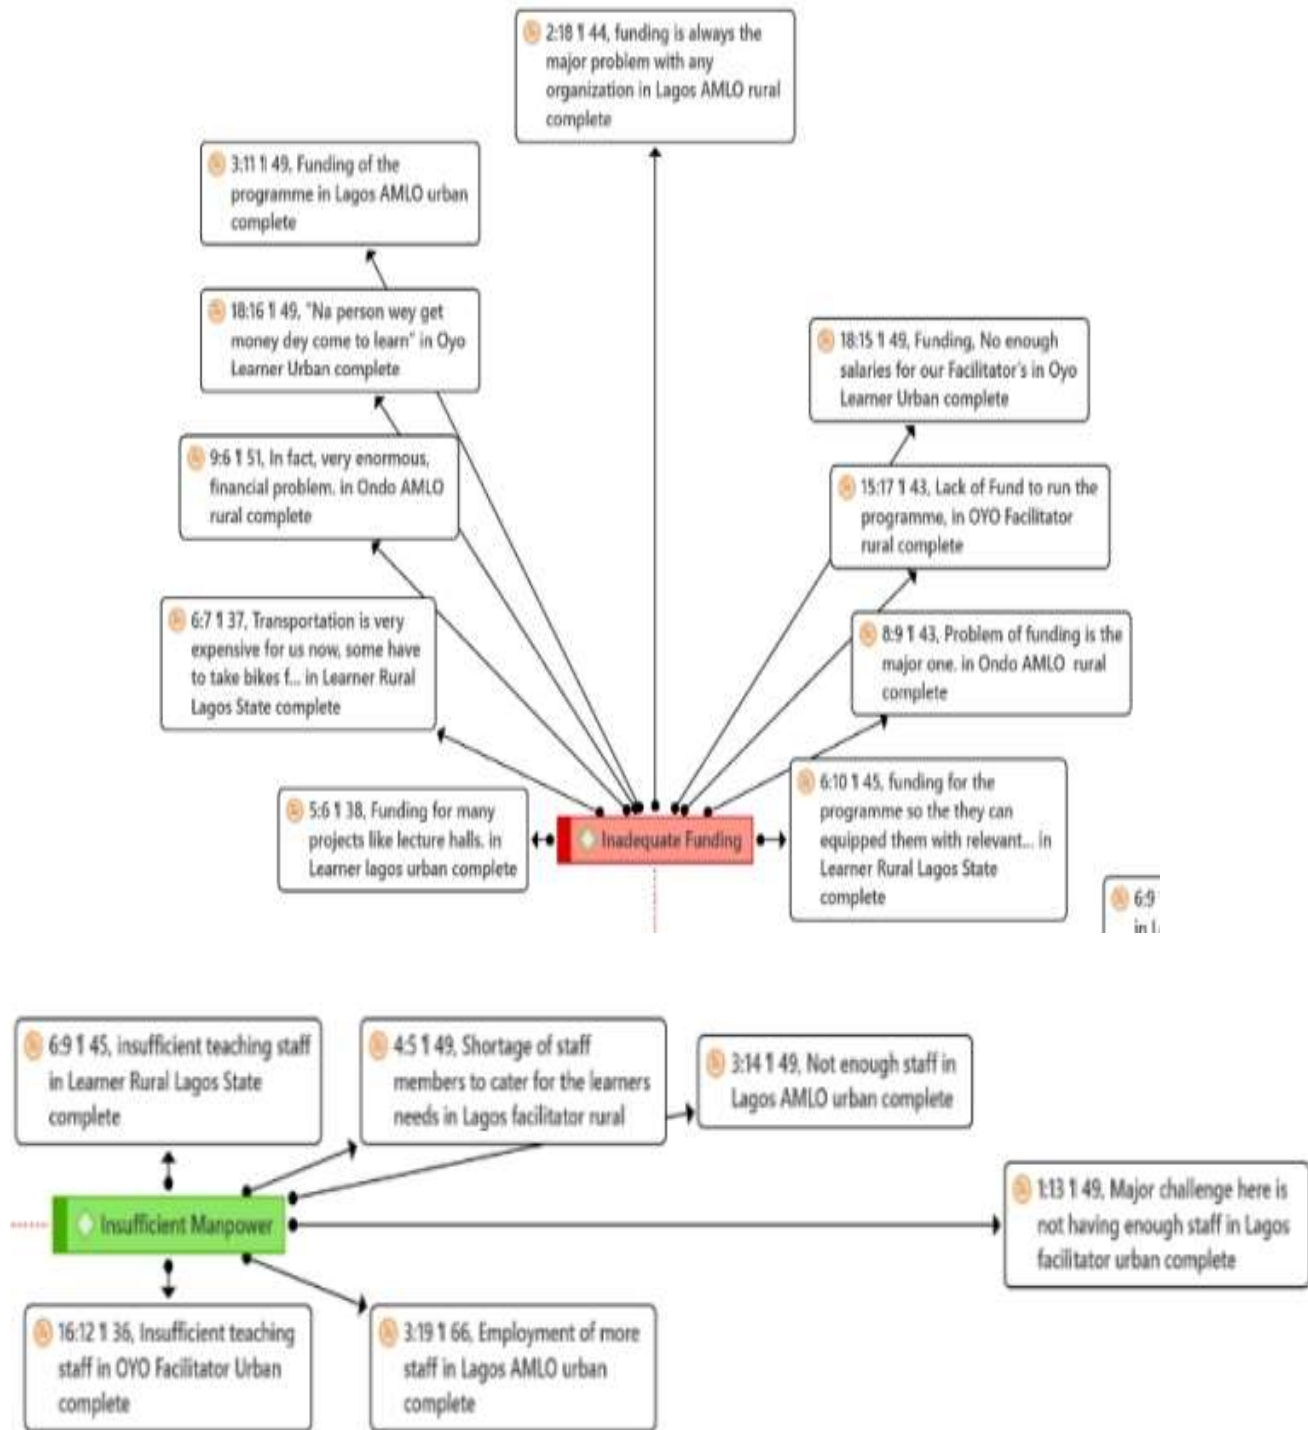 2:18 ¶ 44, funding is always the
major problem with any
organization in Lagos AMLO rural
complete
3:11 ¶ 49, Funding of the
programme in Lagos AMLO urban
complete
18:16 ¶ 49, "Na person wey get
money dey come to learn" in Oyo
Learner Urban complete
18:15 ¶ 49, Funding, No enough
salaries for our Facilitator's in Oyo
Learner Urban complete
9:6 ¶ 51, In fact, very enormous,
financial problem. in Ondo AMLO
rural complete
15:17 ¶ 43, Lack of Fund to run the
programme, in OYO Facilitator
rural complete
6:7 ¶ 37, Transportation is very
expensive for us now, some have
to take bikes f... in Learner Rural
Lagos State complete
8:9 ¶ 43, Problem of funding is the
major one. in Ondo AMLO rural
complete
5:6 ¶ 38, Funding for many
projects like lecture halls. in
Learner lagos urban complete
Inadequate Funding
6:10 ¶ 45, funding for the
programme so the they can
equipped them with relevant... in
Learner Rural Lagos State
complete
6:9
in L
6:9 ¶ 45, insufficient teaching staff
in Learner Rural Lagos State
complete
4:5 ¶ 49, Shortage of staff
members to cater for the learners
needs in Lagos facilitator rural
3:14 ¶ 49, Not enough staff in
Lagos AMLO urban complete
1:13 ¶ 49, Major challenge here is
not having enough staff in Lagos
facilitator urban complete
Insufficient Manpower
16:12 ¶ 36, Insufficient teaching
staff in OYO Facilitator Urban
complete
3:19 ¶ 66, Employment of more
staff in Lagos AMLO urban
complete